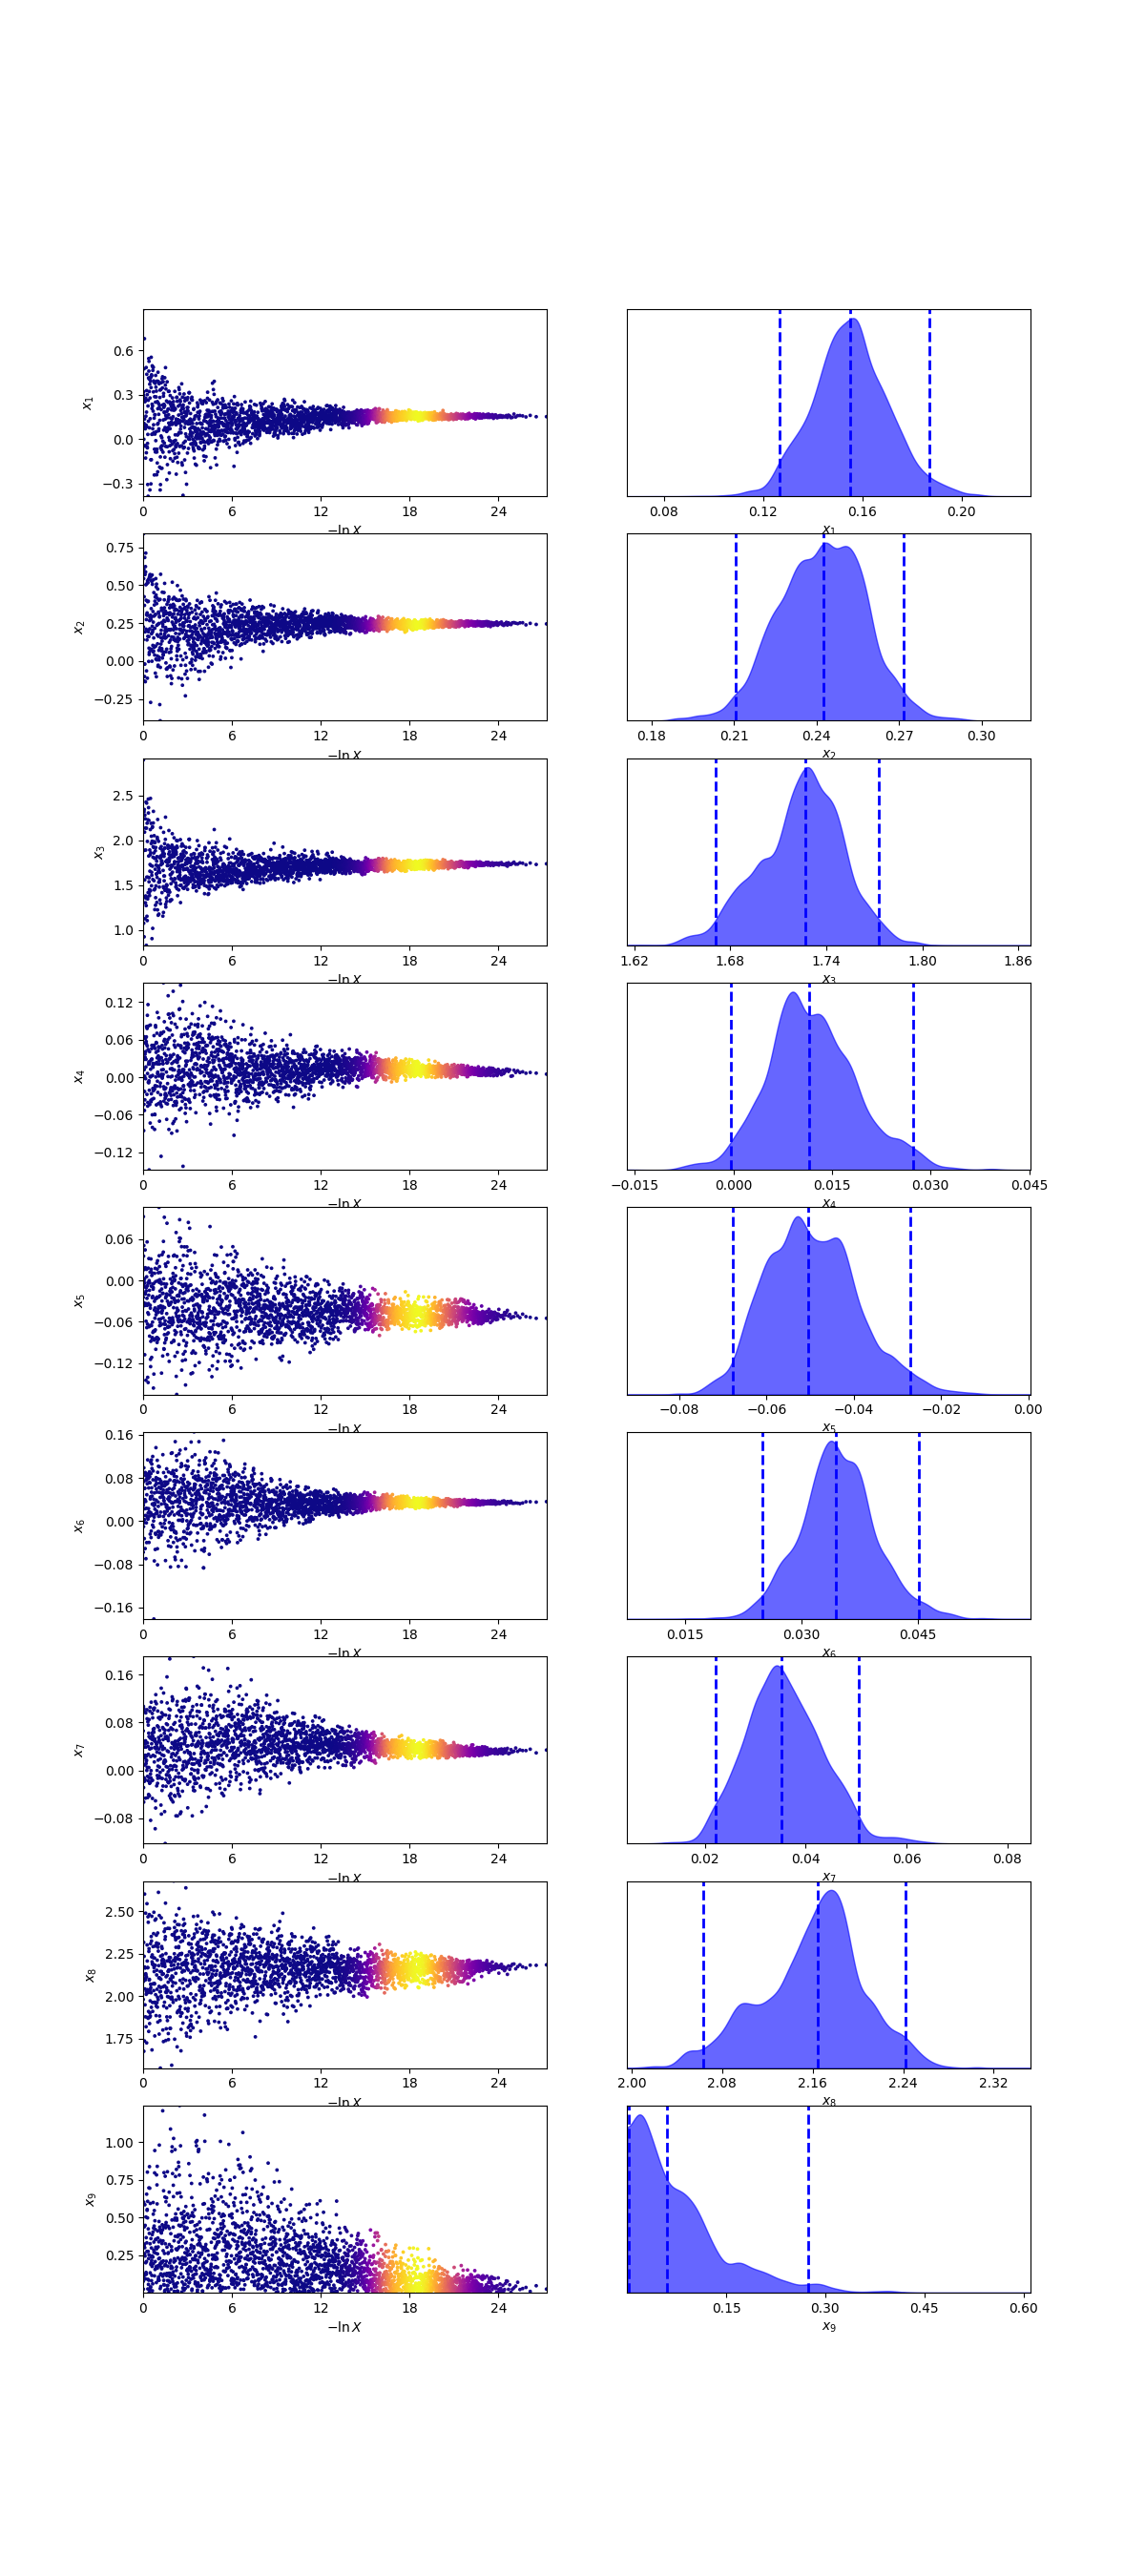 0.6
0.3
0.0
−0.3
x₁
0 6 12 18 24
−ln X
0.08 0.12 0.16 0.20
x₁
0.75
0.50
0.25
0.00
−0.25
x₂
0 6 12 18 24
−ln X
0.18 0.21 0.24 0.27 0.30
x₂
2.5
2.0
1.5
1.0
x₃
0 6 12 18 24
−ln X
1.62 1.68 1.74 1.80 1.86
x₃
0.12
0.06
0.00
−0.06
−0.12
x₄
0 6 12 18 24
−ln X
−0.015 0.000 0.015 0.030 0.045
x₄
0.06
0.00
−0.06
−0.12
x₅
0 6 12 18 24
−ln X
−0.08 −0.06 −0.04 −0.02 0.00
x₅
0.16
0.08
0.00
−0.08
−0.16
x₆
0 6 12 18 24
−ln X
0.015 0.030 0.045
x₆
0.16
0.08
0.00
−0.08
x₇
0 6 12 18 24
−ln X
0.02 0.04 0.06 0.08
x₇
2.50
2.25
2.00
1.75
x₈
0 6 12 18 24
−ln X
2.00 2.08 2.16 2.24 2.32
x₈
1.00
0.75
0.50
0.25
x₉
0 6 12 18 24
−ln X
0.15 0.30 0.45 0.60
x₉